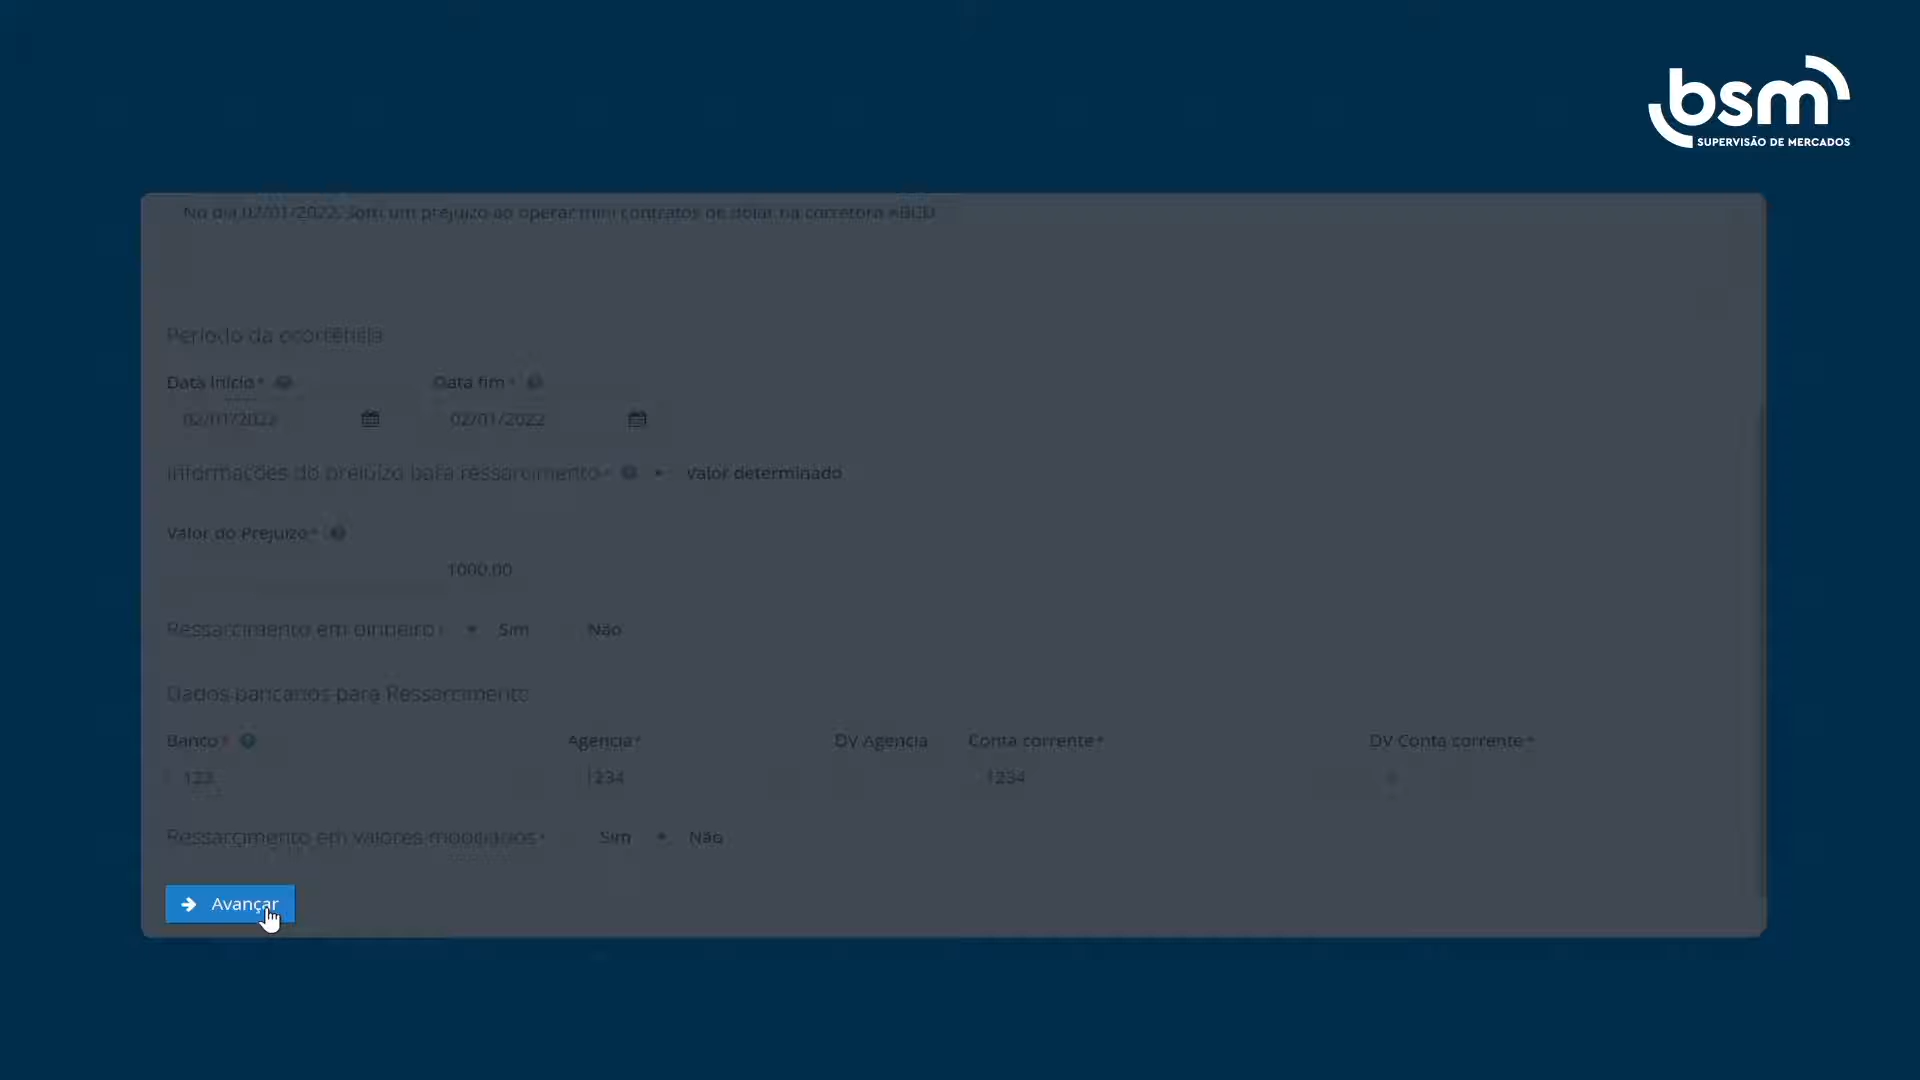 bsm
SUPERVISÃO DE MERCADOS
No dia 02/01/2022, um prejuízo ao operar mini contratos de dólar na corretora ABCD
Período da ocorrência
Data Início* Data fim*
02/01/2022 02/01/2022
Informações do prejuízo para ressarcimento* Valor determinado
Valor do Prejuízo*
1000,00
Ressarcimento em dinheiro* Sim Não
Dados bancários para Ressarcimento
Banco* Agencia* DV Agencia Conta corrente* DV Conta corrente*
123 1234 1234
Ressarcimento em valores mobiliários* Sim Não
Avançar